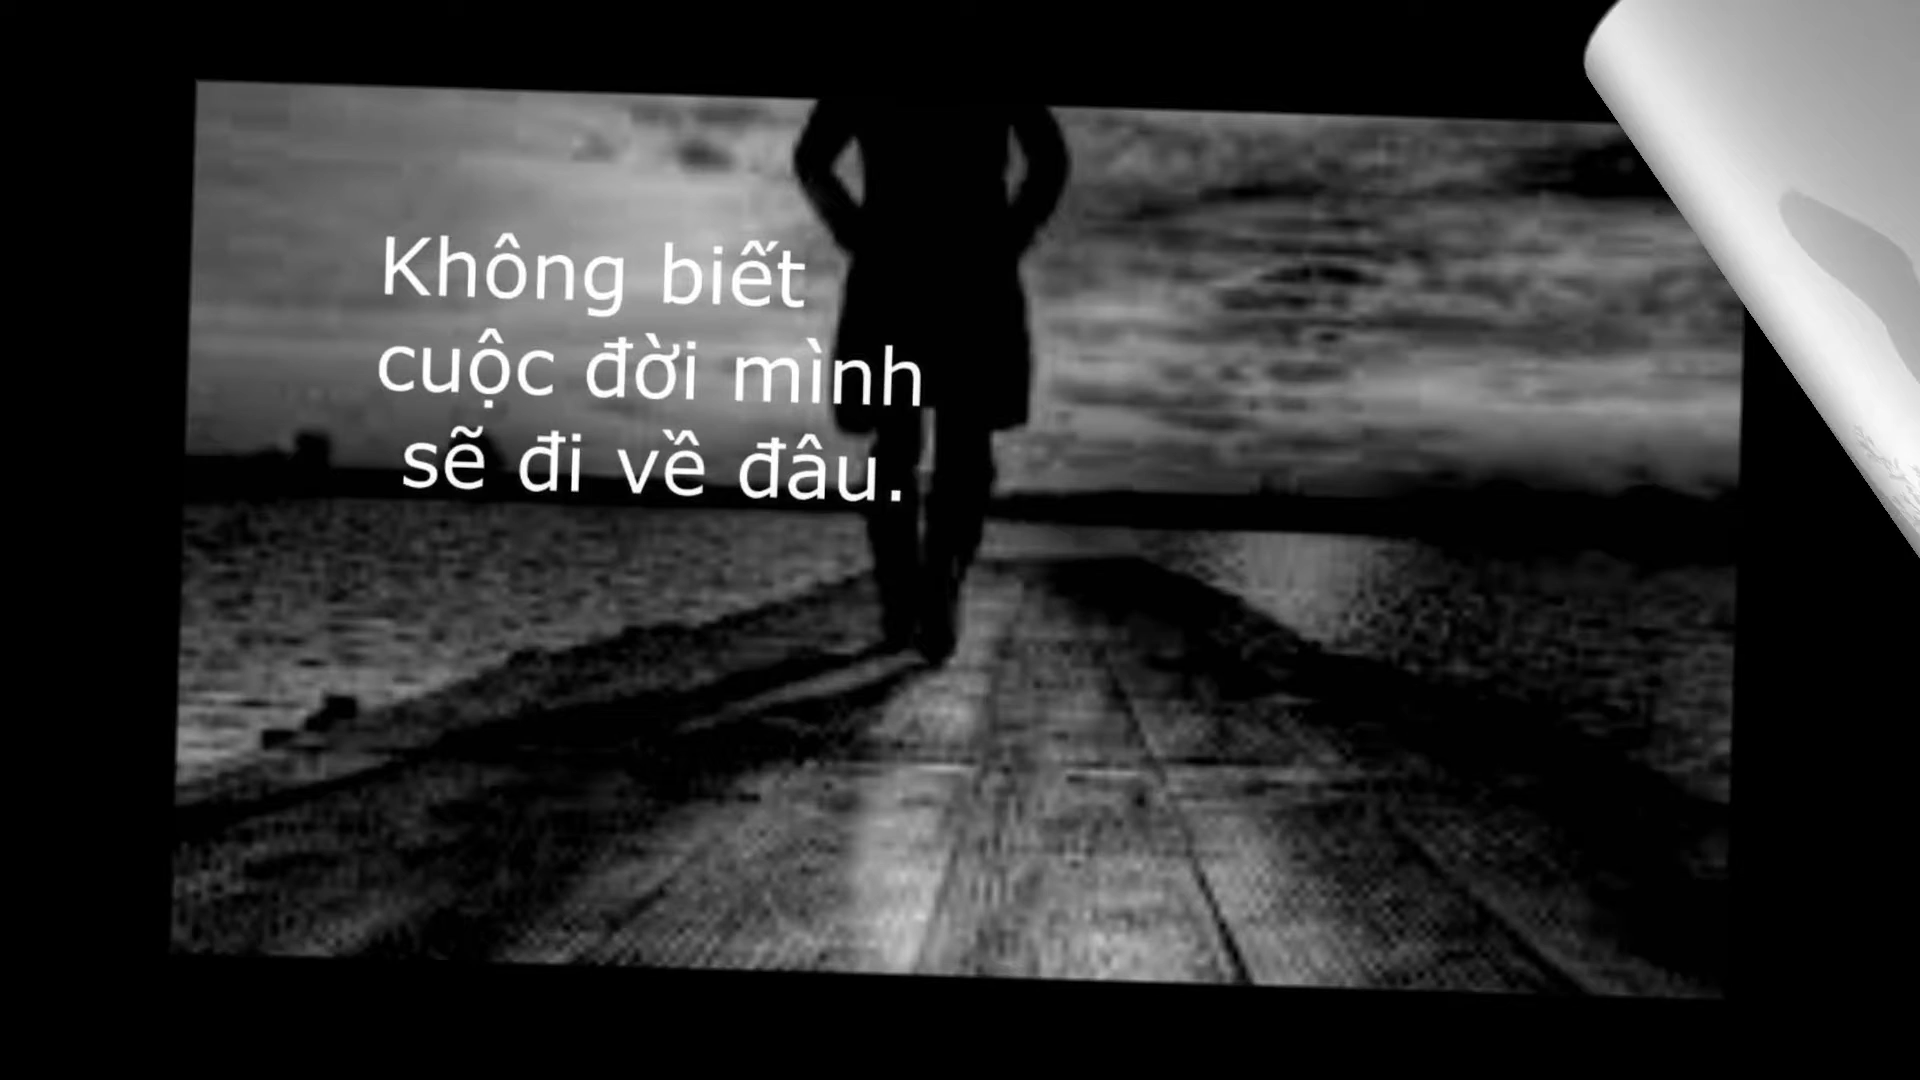 Không biết
cuộc đời mình
sẽ đi về đâu.